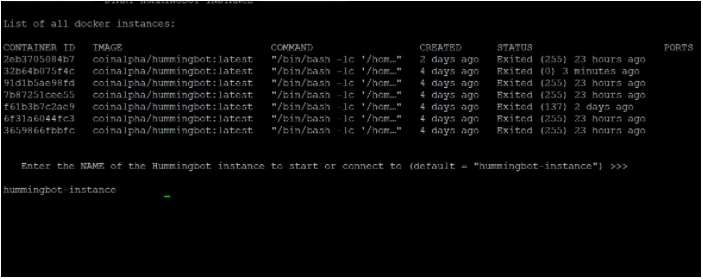 START HUMMINGBOT INSTANCE
List of all docker instances:
CONTAINER ID IMAGE COMMAND CREATED STATUS PORTS
2eb3705084b7 coinalpha/hummingbot:latest "/bin/bash -lc '/hom…" 2 days ago Exited (255) 23 hours ago
32b64b075f4c coinalpha/hummingbot:latest "/bin/bash -lc '/hom…" 4 days ago Exited (0) 3 minutes ago
91d1b5ae98fd coinalpha/hummingbot:latest "/bin/bash -lc '/hom…" 4 days ago Exited (255) 23 hours ago
7b87251cee55 coinalpha/hummingbot:latest "/bin/bash -lc '/hom…" 4 days ago Exited (255) 23 hours ago
f61b3b7c2ac9 coinalpha/hummingbot:latest "/bin/bash -lc '/hom…" 4 days ago Exited (137) 2 days ago
6f31a6044fc3 coinalpha/hummingbot:latest "/bin/bash -lc '/hom…" 4 days ago Exited (255) 23 hours ago
3659866fbbfc coinalpha/hummingbot:latest "/bin/bash -lc '/hom…" 4 days ago Exited (255) 23 hours ago
Enter the NAME of the Hummingbot instance to start or connect to (default = "hummingbot-instance") >>>
hummingbot-instance